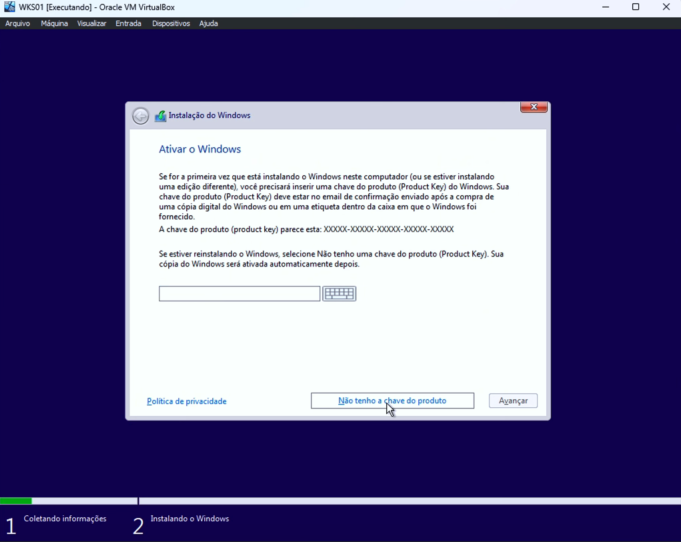 WKS01 [Executando] - Oracle VM VirtualBox
Arquivo Máquina Visualizar Entrada Dispositivos Ajuda
Instalação do Windows
Ativar o Windows
Se for a primeira vez que está instalando o Windows neste computador (ou se estiver instalando
uma edição diferente), você precisará inserir uma chave do produto (Product Key) do Windows. Sua
chave do produto (Product Key) deve estar no email de confirmação enviado após a compra de
uma cópia digital do Windows ou em uma etiqueta dentro da caixa em que o Windows foi
fornecido.
A chave do produto (product key) parece esta: XXXXX-XXXXX-XXXXX-XXXXX-XXXXX
Se estiver reinstalando o Windows, selecione Não tenho uma chave do produto (Product Key). Sua
cópia do Windows será ativada automaticamente depois.
Política de privacidade
Não tenho a chave do produto
Avançar
1 Coletando informações
2 Instalando o Windows